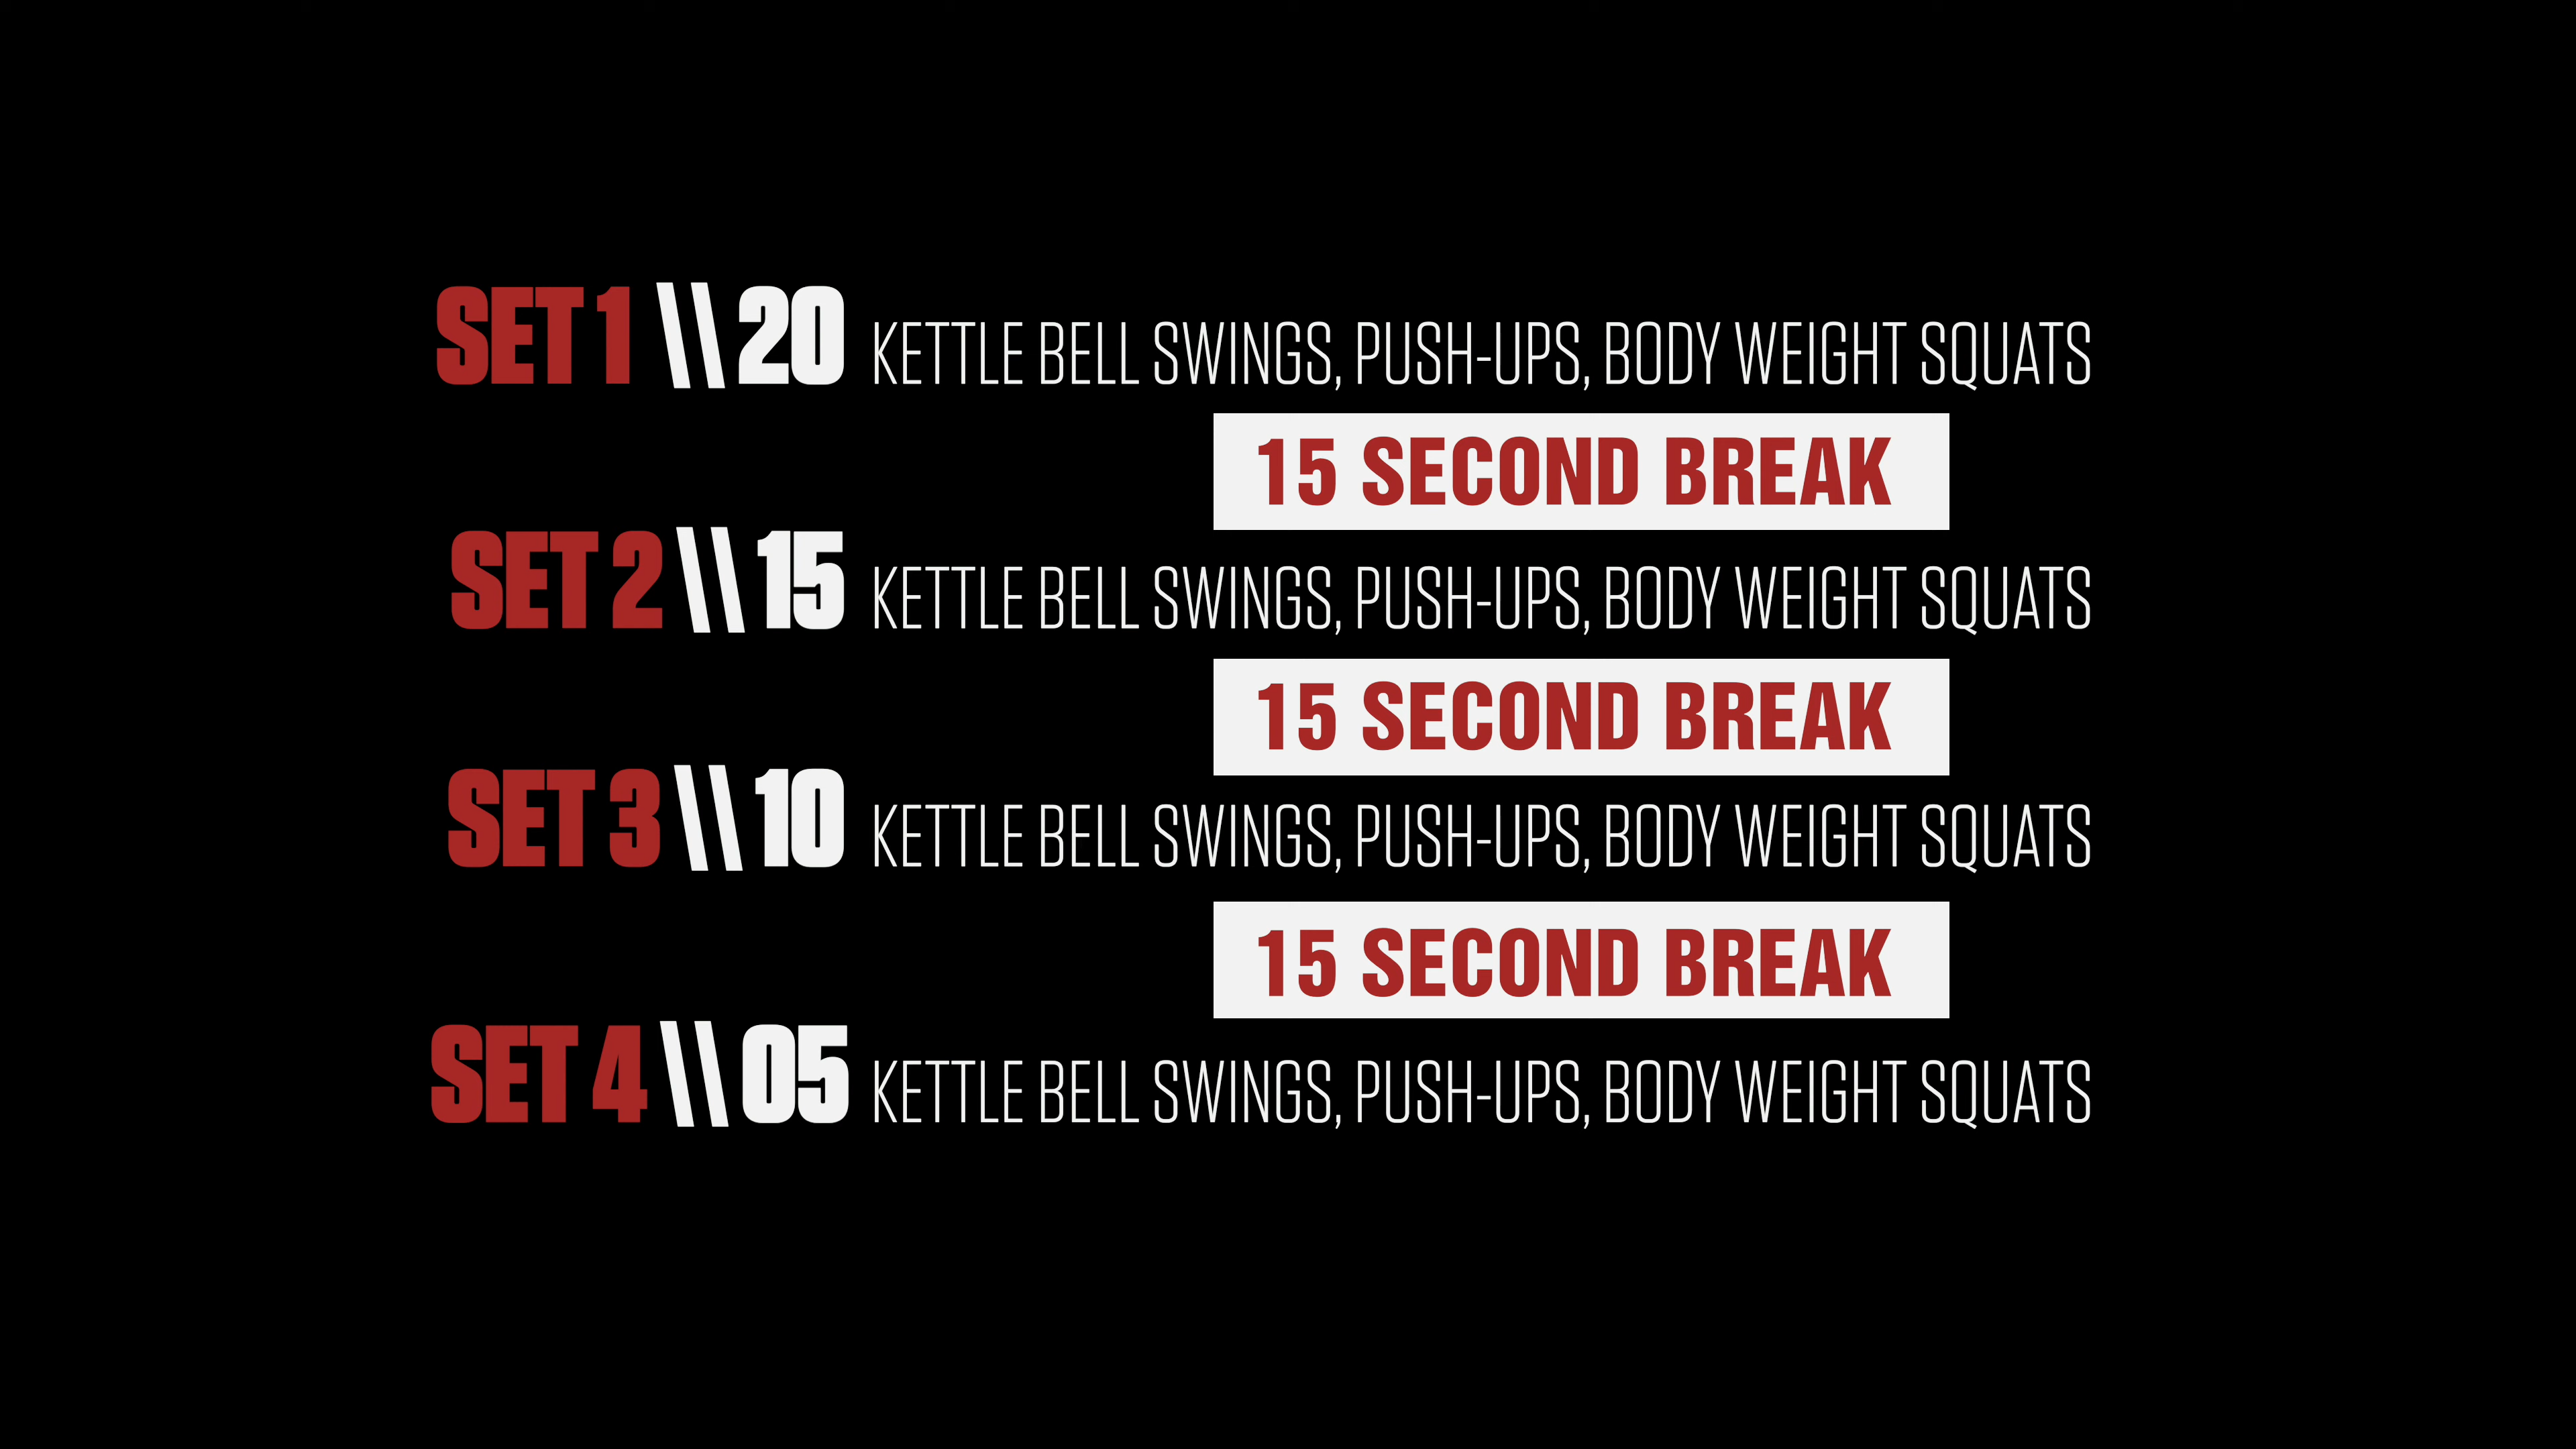 SET 1 \\ 20 KETTLE BELL SWINGS, PUSH-UPS, BODY WEIGHT SQUATS
15 SECOND BREAK
SET 2 \\ 15 KETTLE BELL SWINGS, PUSH-UPS, BODY WEIGHT SQUATS
15 SECOND BREAK
SET 3 \\ 10 KETTLE BELL SWINGS, PUSH-UPS, BODY WEIGHT SQUATS
15 SECOND BREAK
SET 4 \\ 05 KETTLE BELL SWINGS, PUSH-UPS, BODY WEIGHT SQUATS